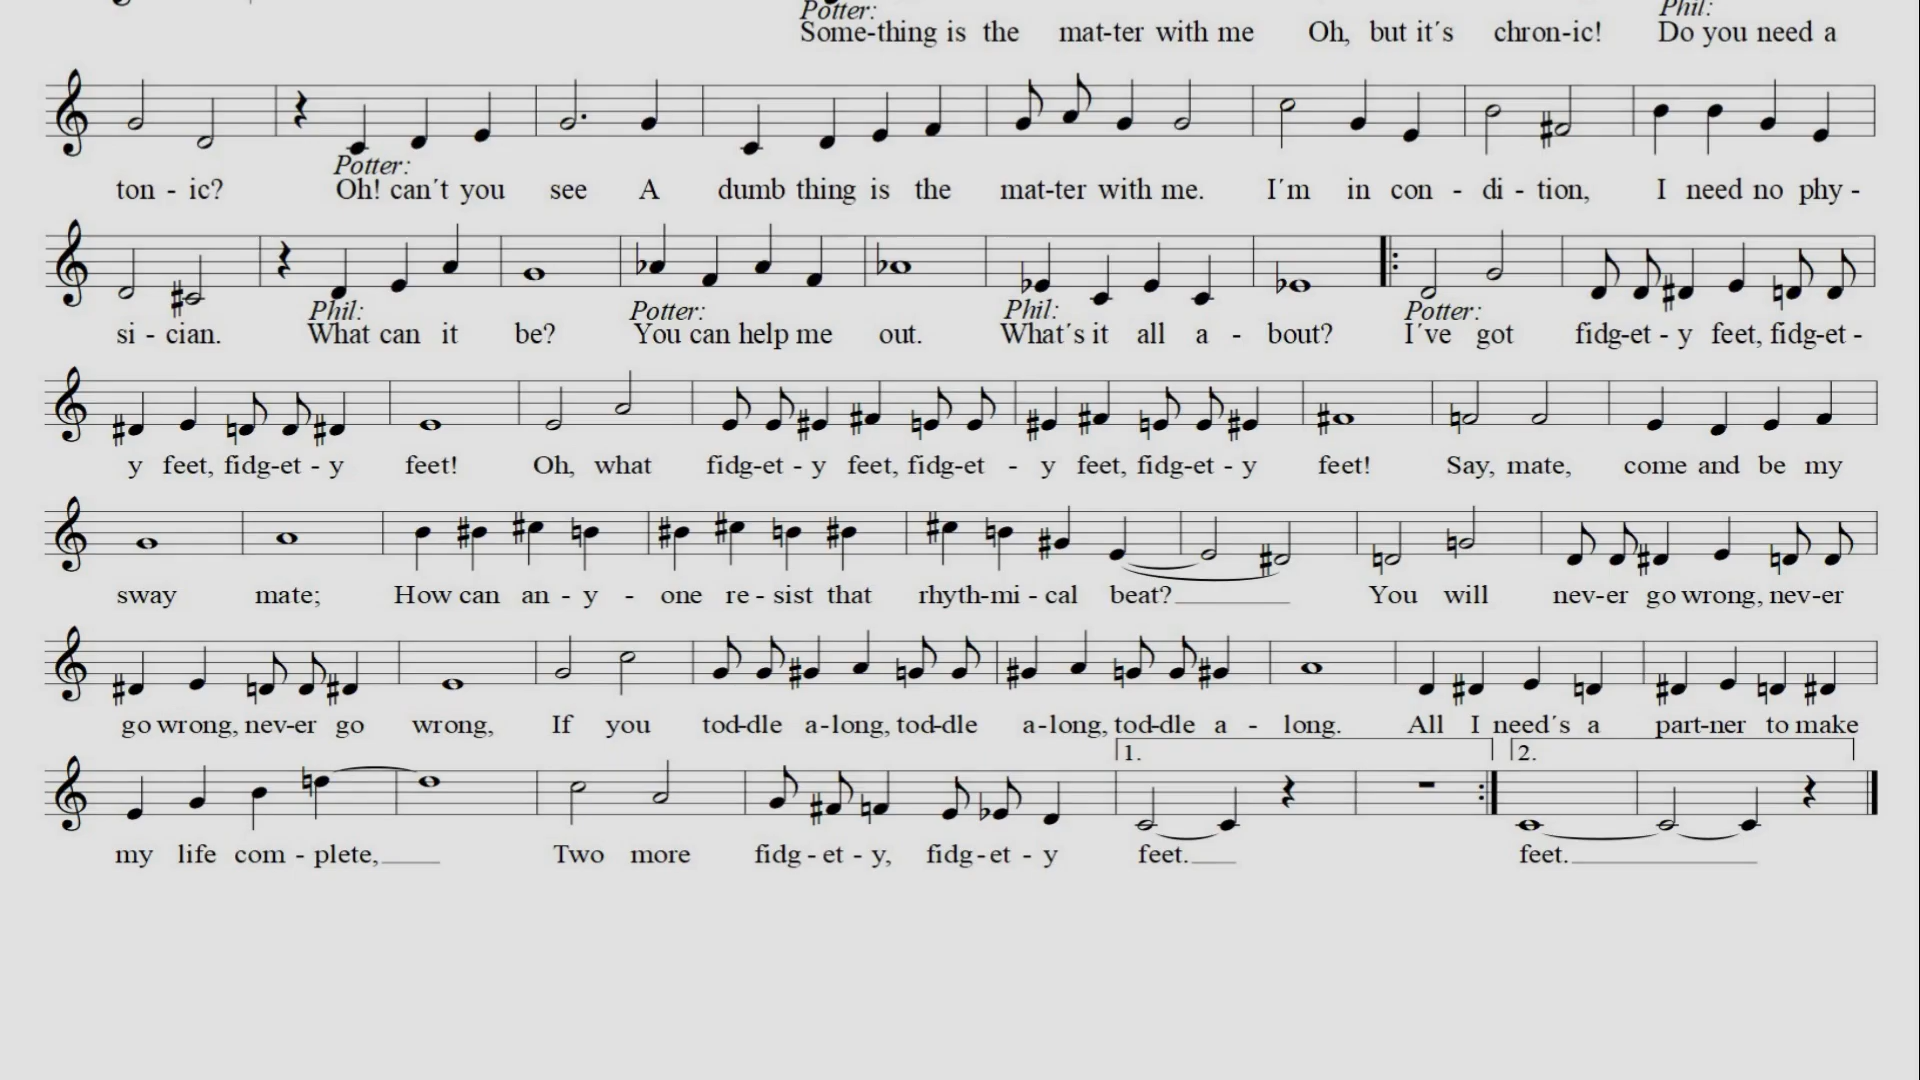 Potter: Phil:
Some-thing is the mat-ter with me Oh, but it´s chron-ic! Do you need a
Potter:
ton - ic? Oh! can´t you see A dumb thing is the mat-ter with me. I´m in con - di - tion, I need no phy -
Phil: Potter: Phil: Potter:
si - cian. What can it be? You can help me out. What´s it all a - bout? I´ve got fidg-et - y feet, fidg-et -
y feet, fidg-et - y feet! Oh, what fidg-et - y feet, fidg-et - y feet, fidg-et - y feet! Say, mate, come and be my
sway mate; How can an - y - one re - sist that rhyth-mi - cal beat? You will nev-er go wrong, nev-er
go wrong, nev-er go wrong, If you tod-dle a-long, tod-dle a-long, tod-dle a - long. All I need´s a part-ner to make
1. 2.
my life com - plete, Two more fidg - et - y, fidg - et - y feet. feet.